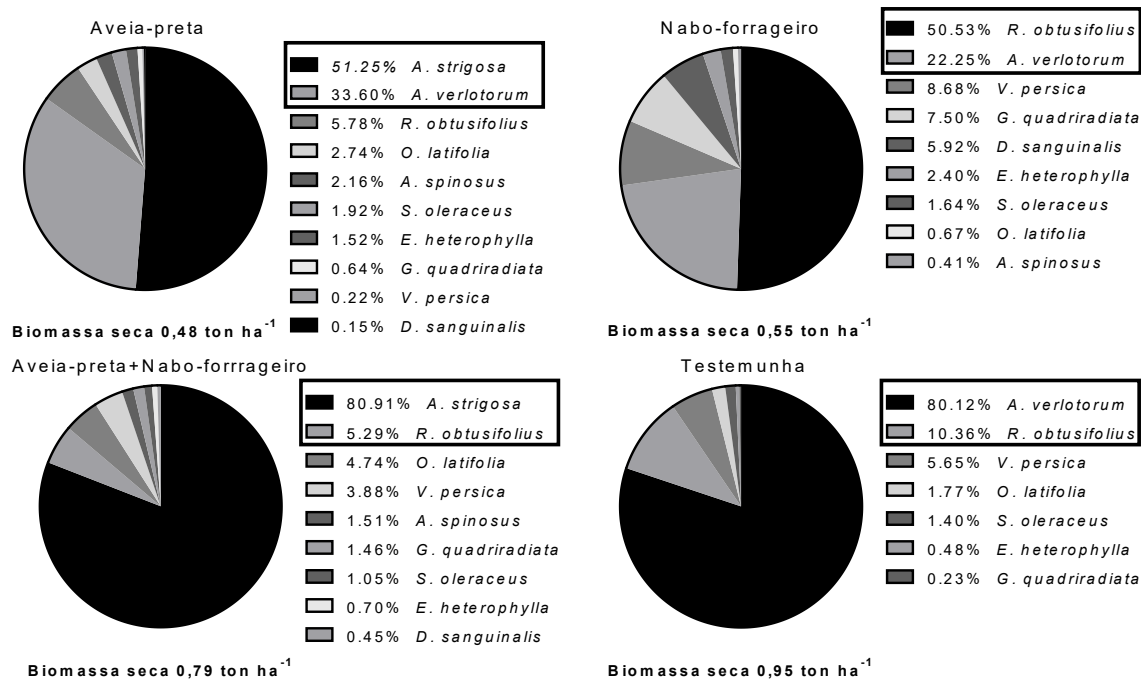 Aveia-preta
51.25% A. strigosa
33.60% A. verlotorum
5.78% R. obtusifolius
2.74% O. latifolia
2.16% A. spinosus
1.92% S. oleraceus
1.52% E. heterophylla
0.64% G. quadriradiata
0.22% V. persica
0.15% D. sanguinalis
Biomassa seca 0,48 ton ha-1
Nabo-forrageiro
50.53% R. obtusifolius
22.25% A. verlotorum
8.68% V. persica
7.50% G. quadriradiata
5.92% D. sanguinalis
2.40% E. heterophylla
1.64% S. oleraceus
0.67% O. latifolia
0.41% A. spinosus
Biomassa seca 0,55 ton ha-1
Aveia-preta+Nabo-forrrageiro
80.91% A. strigosa
5.29% R. obtusifolius
4.74% O. latifolia
3.88% V. persica
1.51% A. spinosus
1.46% G. quadriradiata
1.05% S. oleraceus
0.70% E. heterophylla
0.45% D. sanguinalis
Biomassa seca 0,79 ton ha-1
Testemunha
80.12% A. verlotorum
10.36% R. obtusifolius
5.65% V. persica
1.77% O. latifolia
1.40% S. oleraceus
0.48% E. heterophylla
0.23% G. quadriradiata
Biomassa seca 0,95 ton ha-1